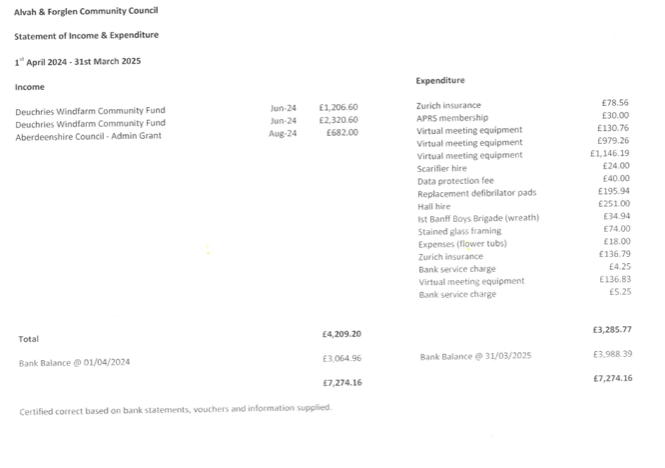 Alvah & Forglen Community Council
Statement of Income & Expenditure
1st April 2024 - 31st March 2025
Income
Deuchries Windfarm Community Fund Jun-24 £1,206.60
Deuchries Windfarm Community Fund Jun-24 £2,320.60
Aberdeenshire Council - Admin Grant Aug-24 £682.00
Expenditure
Zurich insurance £78.56
APRS membership £30.00
Virtual meeting equipment £130.76
Virtual meeting equipment £979.26
Virtual meeting equipment £1,146.19
Scarifier hire £24.00
Data protection fee £40.00
Replacement defibrilator pads £195.94
Hall hire £251.00
Ist Banff Boys Brigade (wreath) £34.94
Stained glass framing £74.00
Expenses (flower tubs) £18.00
Zurich insurance £136.79
Bank service charge £4.25
Virtual meeting equipment £136.83
Bank service charge £5.25
Total £4,209.20 £3,285.77
Bank Balance @ 01/04/2024 £3,064.96 Bank Balance @ 31/03/2025 £3,988.39
£7,274.16 £7,274.16
Certified correct based on bank statements, vouchers and information supplied.